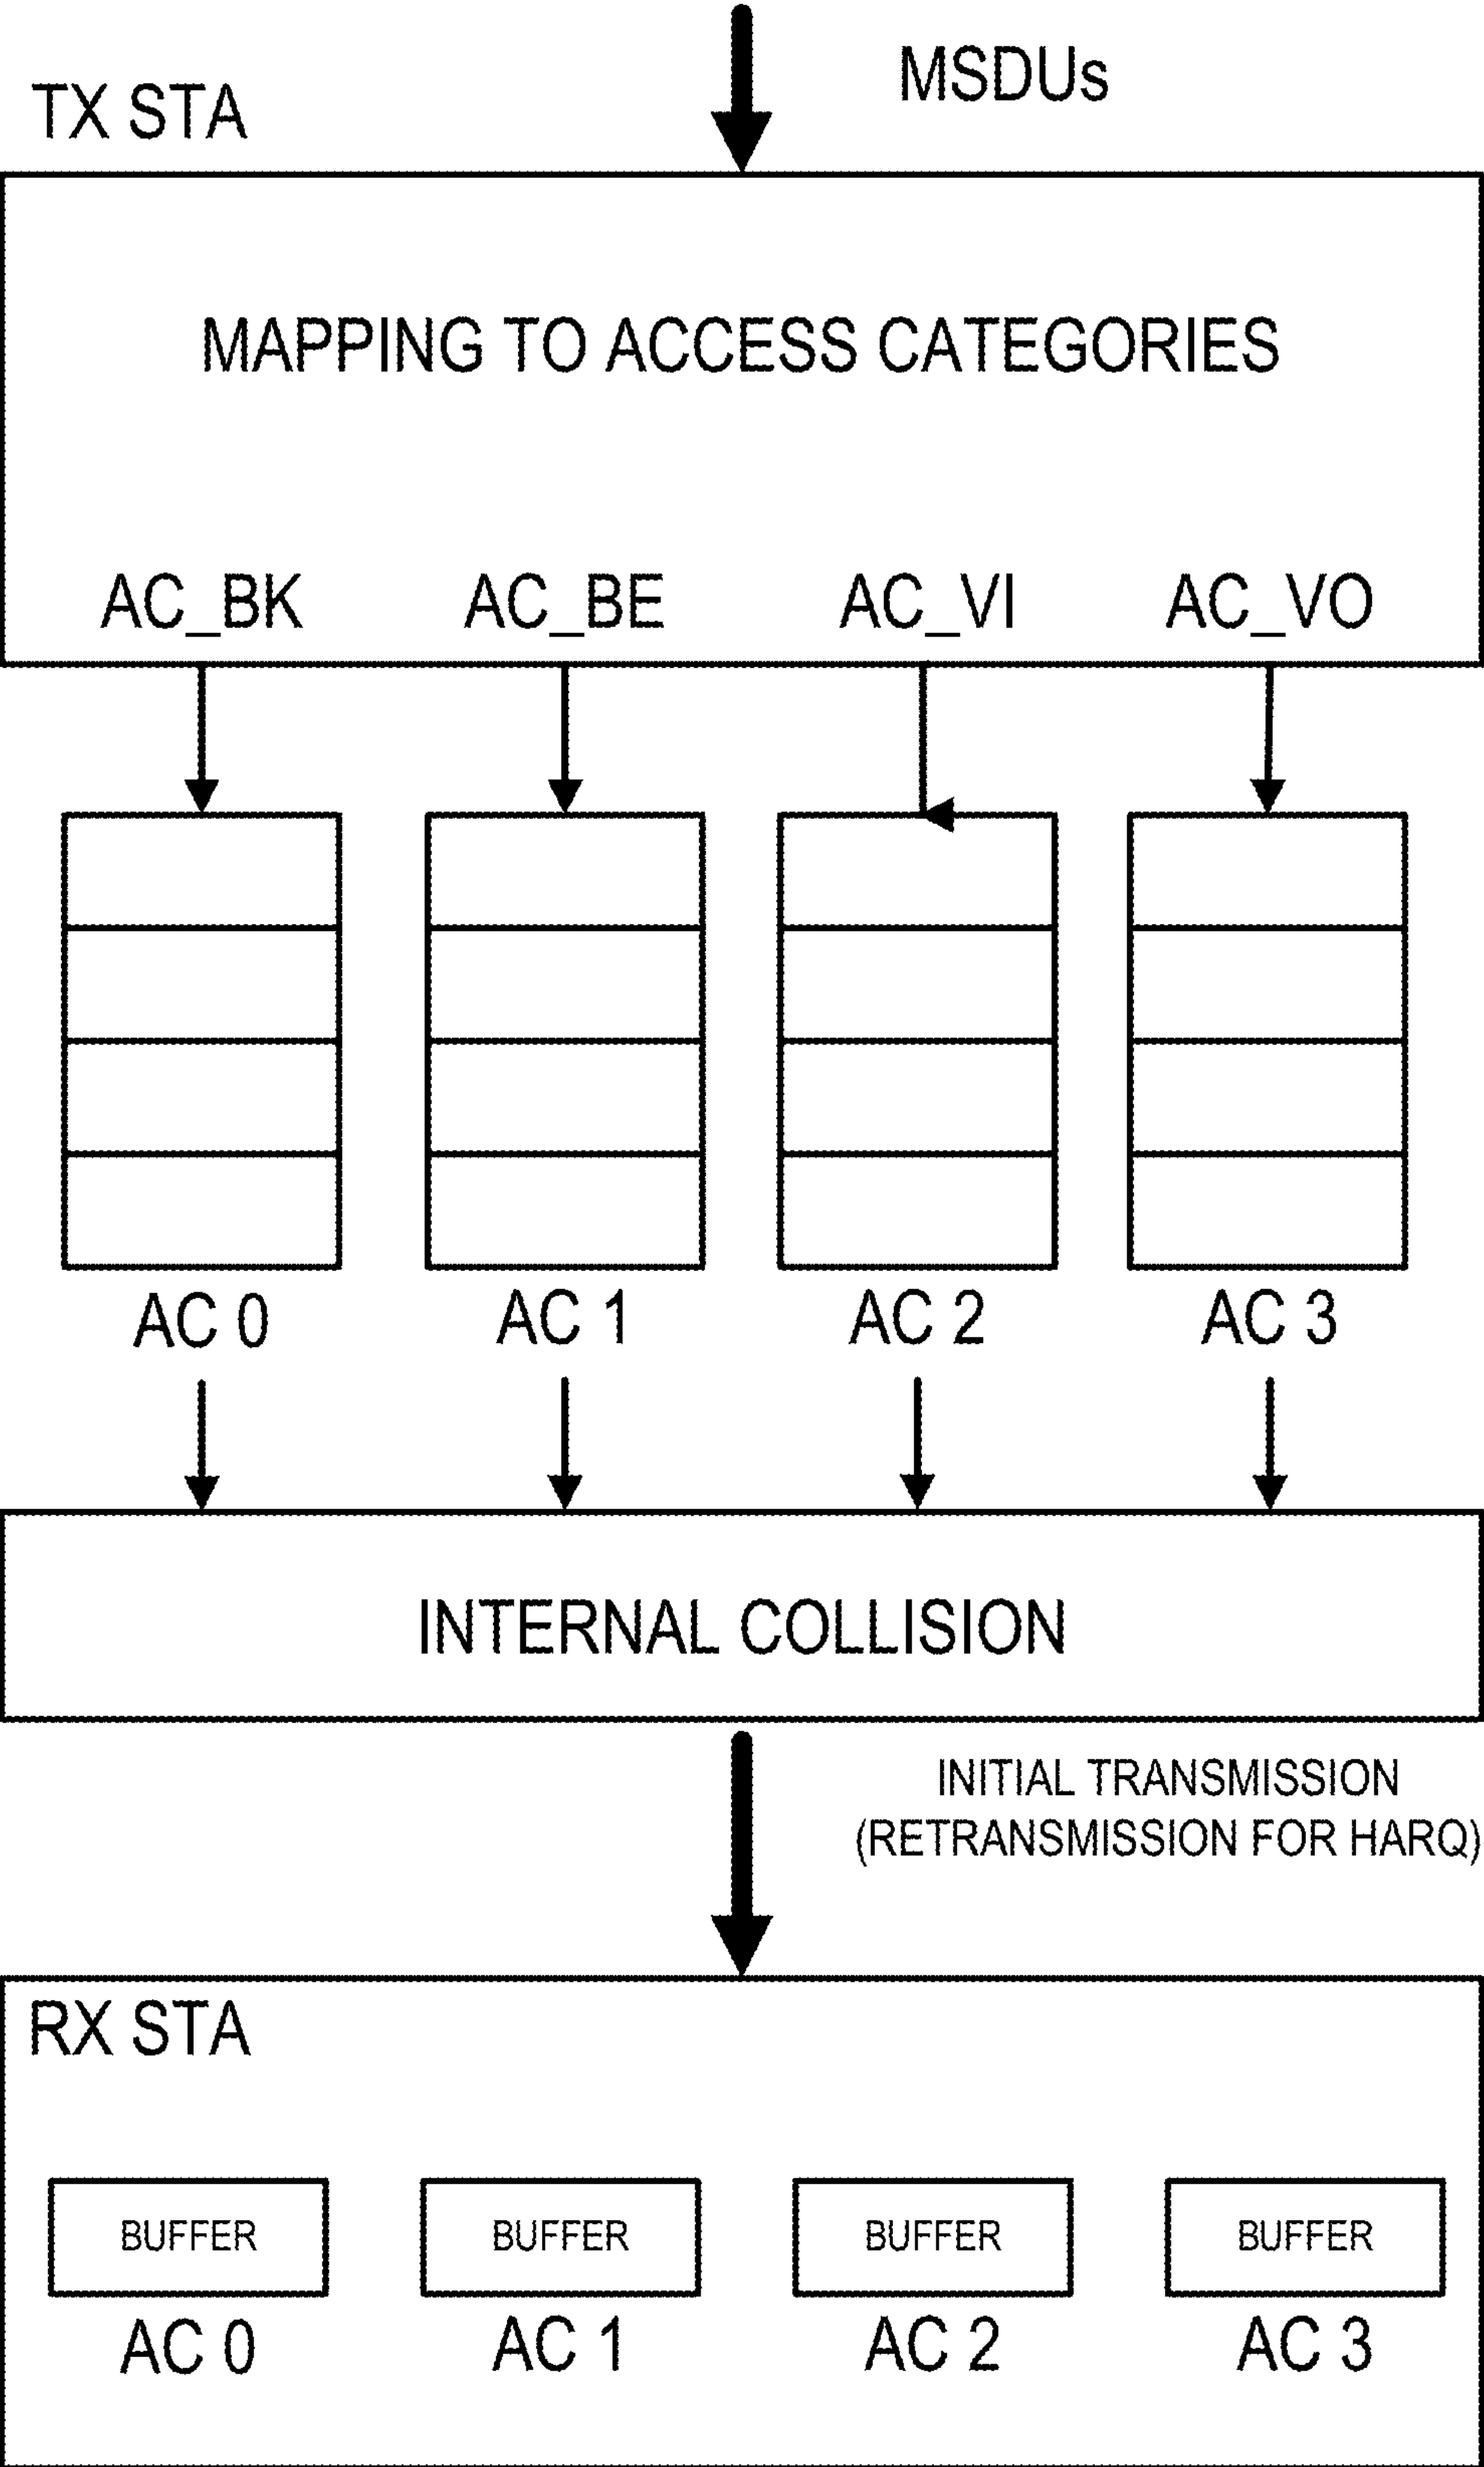 MSDUs
TX STA
MAPPING TO ACCESS CATEGORIES
AC_BK AC_BE AC_VI AC_VO
AC 0 AC 1 AC 2 AC 3
INTERNAL COLLISION
INITIAL TRANSMISSION
(RETRANSMISSION FOR HARQ)
RX STA
BUFFER BUFFER BUFFER BUFFER
AC 0 AC 1 AC 2 AC 3